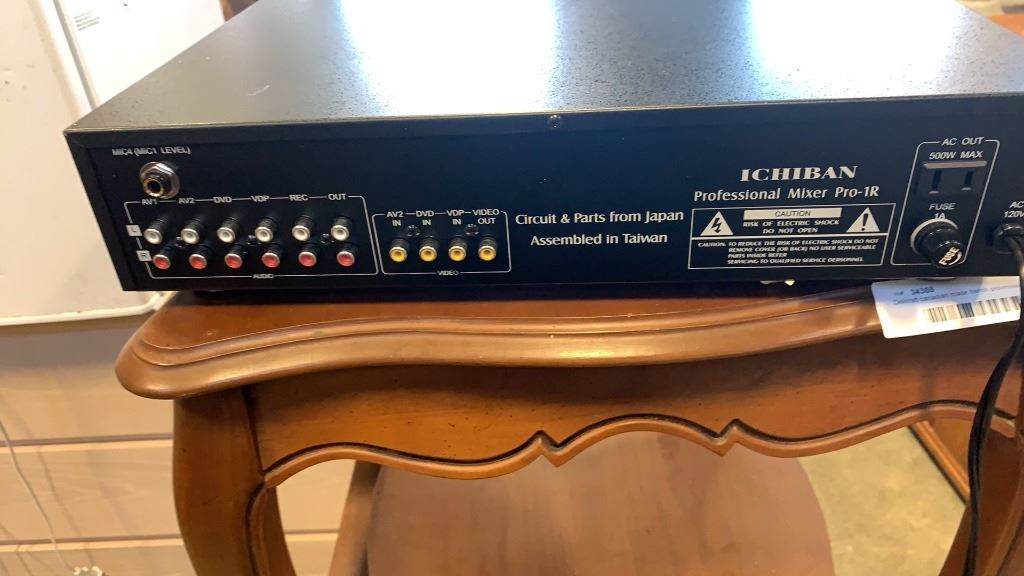 MIC4 (MIC1 LEVEL)
AV1 AV2 DVD VDP REC OUT
L
R
AUDIO
AV2 IN
DVD IN
VDP IN
VIDEO OUT
VIDEO
Circuit & Parts from Japan
Assembled in Taiwan
ICHIBAN
Professional Mixer Pro-1R
CAUTION
RISK OF ELECTRIC SHOCK
DO NOT OPEN
CAUTION: TO REDUCE THE RISK OF ELECTRIC SHOCK DO NOT
REMOVE COVER (OR BACK) NO USER SERVICEABLE
PARTS INSIDE REFER
SERVICING TO QUALIFIED SERVICE DERSONNEL
AC OUT
500W MAX
FUSE
1A
FUSE
AC
120V
34388